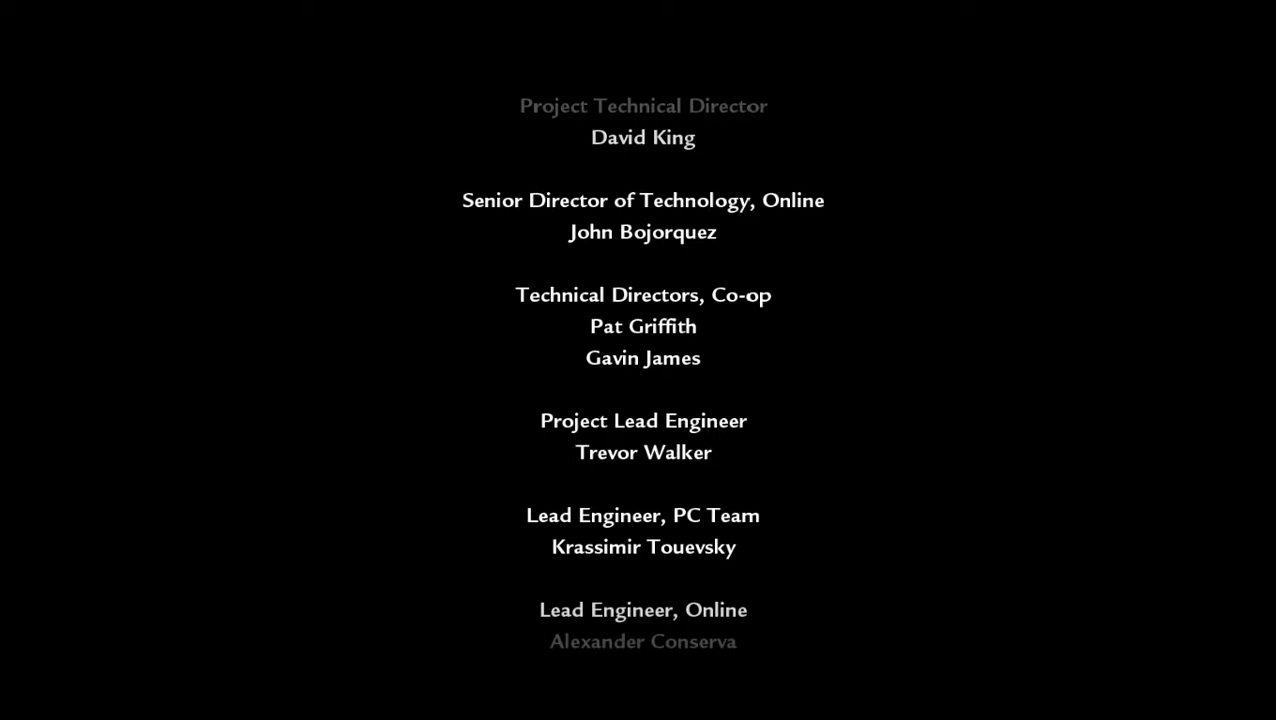 Project Technical Director
David King
Senior Director of Technology, Online
John Bojorquez
Technical Directors, Co-op
Pat Griffith
Gavin James
Project Lead Engineer
Trevor Walker
Lead Engineer, PC Team
Krassimir Touevsky
Lead Engineer, Online
Alexander Conserva